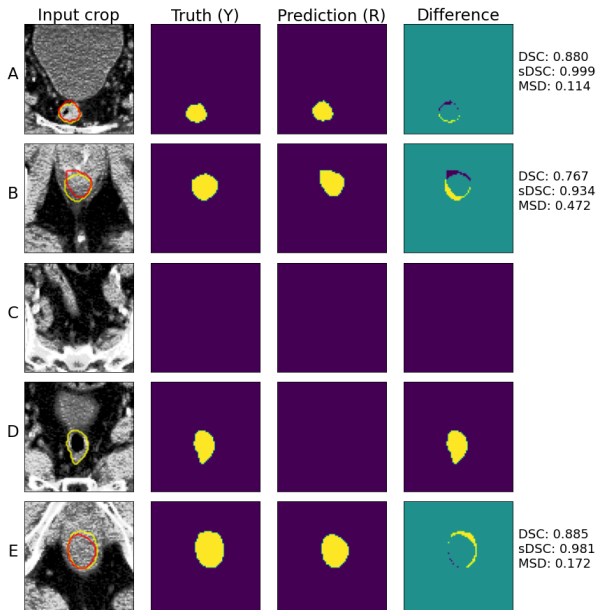 Input crop Truth (Y) Prediction (R) Difference
A
DSC: 0.880
sDSC: 0.999
MSD: 0.114
B
DSC: 0.767
sDSC: 0.934
MSD: 0.472
C
D
E
DSC: 0.885
sDSC: 0.981
MSD: 0.172